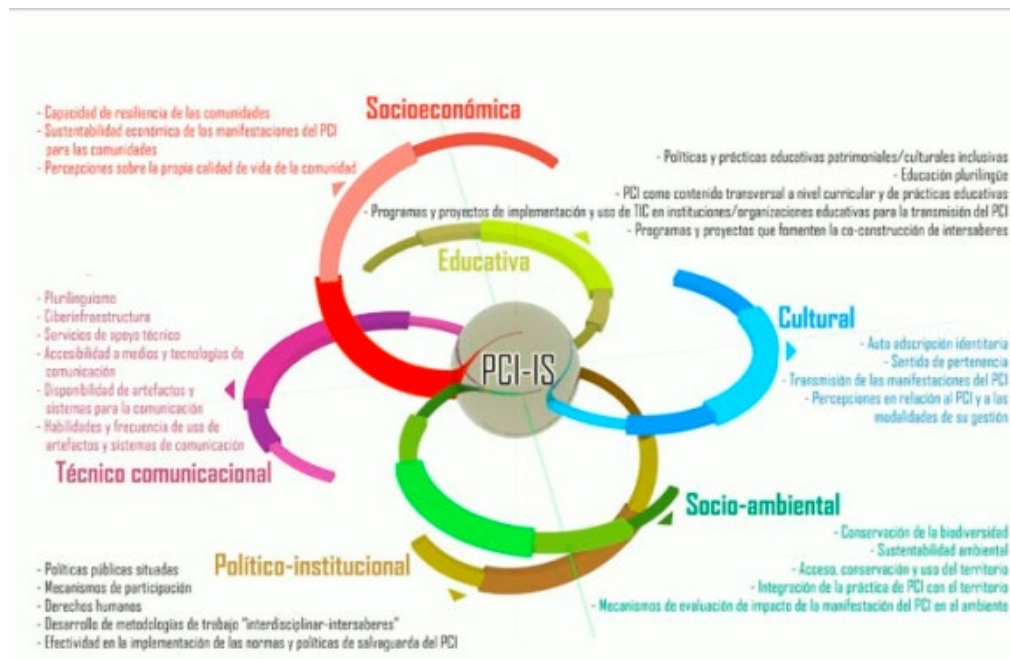 Socioeconómica
- Capacidad de resiliencia de las comunidades
- Sustentabilidad económica de las manifestaciones del PCI
para las comunidades
- Percepciones sobre la propia calidad de vida de la comunidad
- Políticas y prácticas educativas patrimoniales/culturales inclusivas
- Educación plurilingüe
- PCI como contenido transversal a nivel curricular y de prácticas educativas
- Programas y proyectos de implementación y uso de TIC en instituciones/organizaciones educativas para la transmisión del PCI
- Programas y proyectos que fomenten la co-construcción de intersaberes
Educativa
- Plurilinguismo
- Ciberinfraestructura
- Servicios de apoyo técnico
- Accesibilidad a medios y tecnologías de
comunicación
- Disponibilidad de artefactos y
sistemas para la comunicación
- Habilidades y frecuencia de uso de
artefactos y sistemas de comunicación
Técnico comunicacional
PCI-IS
Cultural
- Auto adscripción identitaria
- Sentido de pertenencia
- Transmisión de las manifestaciones del PCI
- Percepciones en relación al PCI y a las
modalidades de su gestión
Socio-ambiental
- Conservación de la biodiversidad
- Sustentabilidad ambiental
- Acceso, conservación y uso del territorio
- Integración de la práctica de PCI con el territorio
- Mecanismos de evaluación de impacto de la manifestación del PCI en el ambiente
Político-institucional
- Políticas públicas situadas
- Mecanismos de participación
- Derechos humanos
- Desarrollo de metodologías de trabajo "interdisciplinar-intersaberes"
- Efectividad en la implementación de las normas y políticas de salvaguarda del PCI